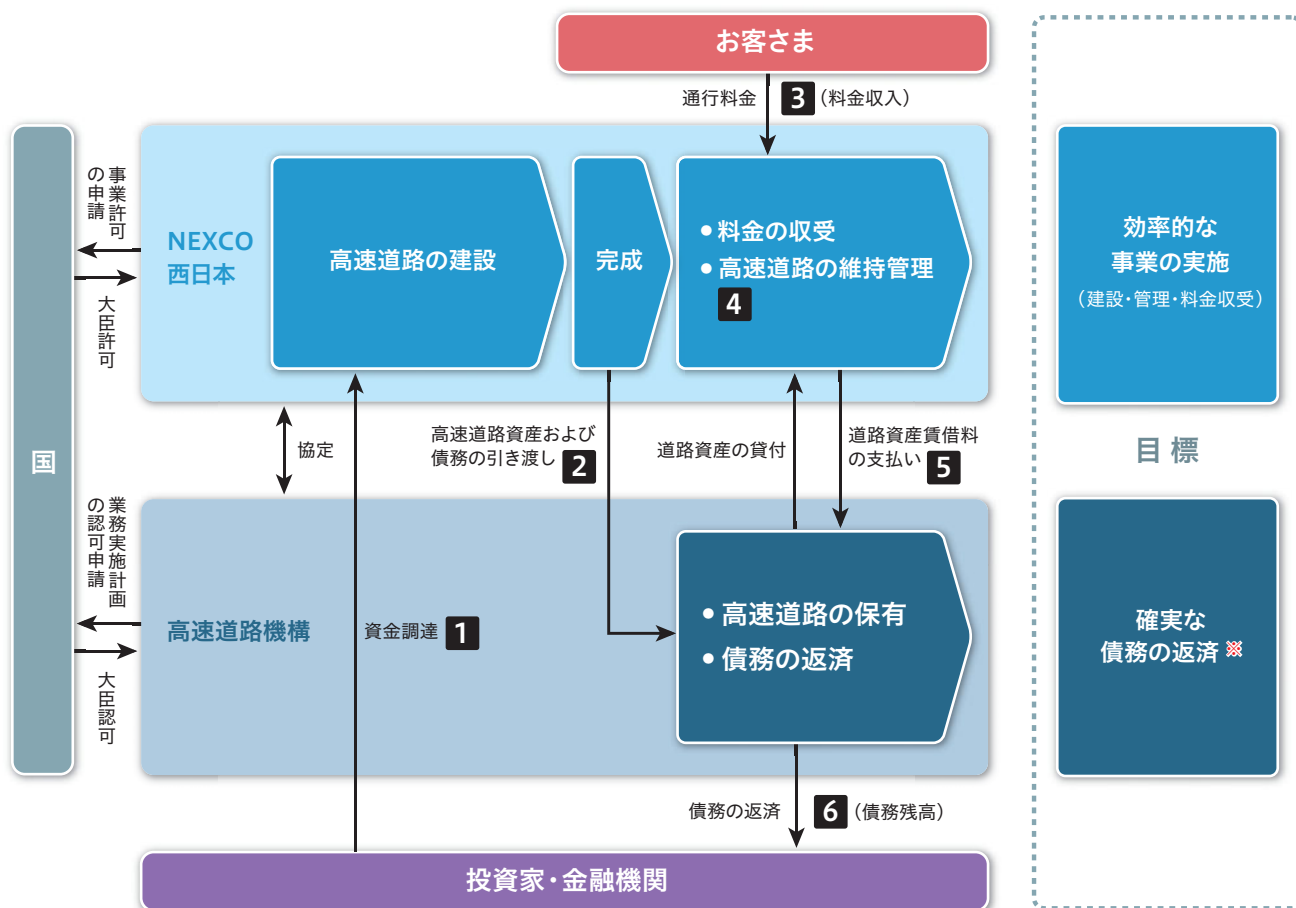 お客さま
通行料金 3 (料金収入)
国
事業許可
の申請
大臣許可
NEXCO
西日本
高速道路の建設
完成
• 料金の収受
• 高速道路の維持管理
4
協定
高速道路資産および
債務の引き渡し 2
道路資産の貸付
道路資産賃借料
の支払い 5
業務実施計画
の認可申請
大臣認可
高速道路機構
資金調達 1
• 高速道路の保有
• 債務の返済
債務の返済 6 (債務残高)
投資家・金融機関
効率的な
事業の実施
(建設・管理・料金収受)
目標
確実な
債務の返済 ※